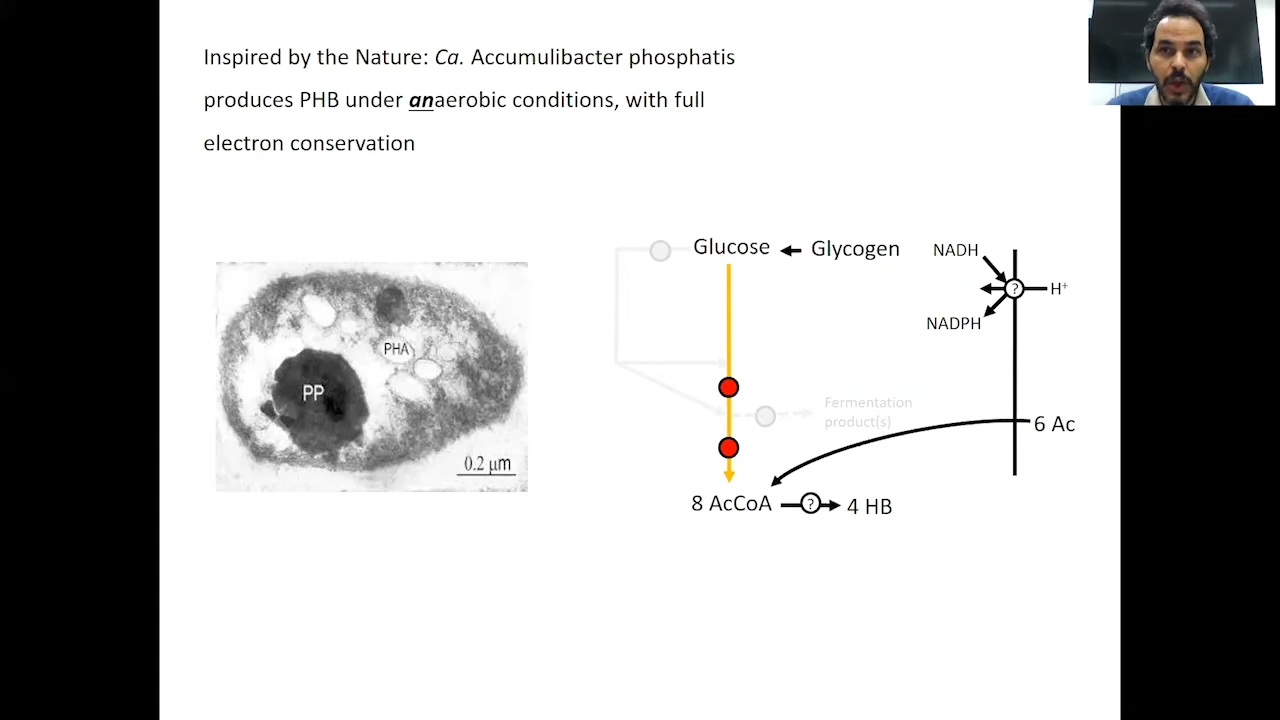 Inspired by the Nature: Ca. Accumulibacter phosphatis
produces PHB under anaerobic conditions, with full
electron conservation
PHA
PP
0.2 µm
Glucose
Glycogen
NADH
?
H⁺
NADPH
Fermentation
product(s)
6 Ac
8 AcCoA
?
4 HB